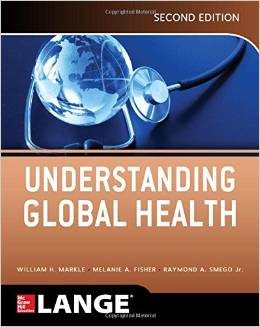 SECOND EDITION
UNDERSTANDING
GLOBAL HEALTH
WILLIAM H. MARKLE • MELANIE A. FISHER • RAYMOND A. SMEGO Jr.
Mc
Graw
Hill
Education
LANGE®